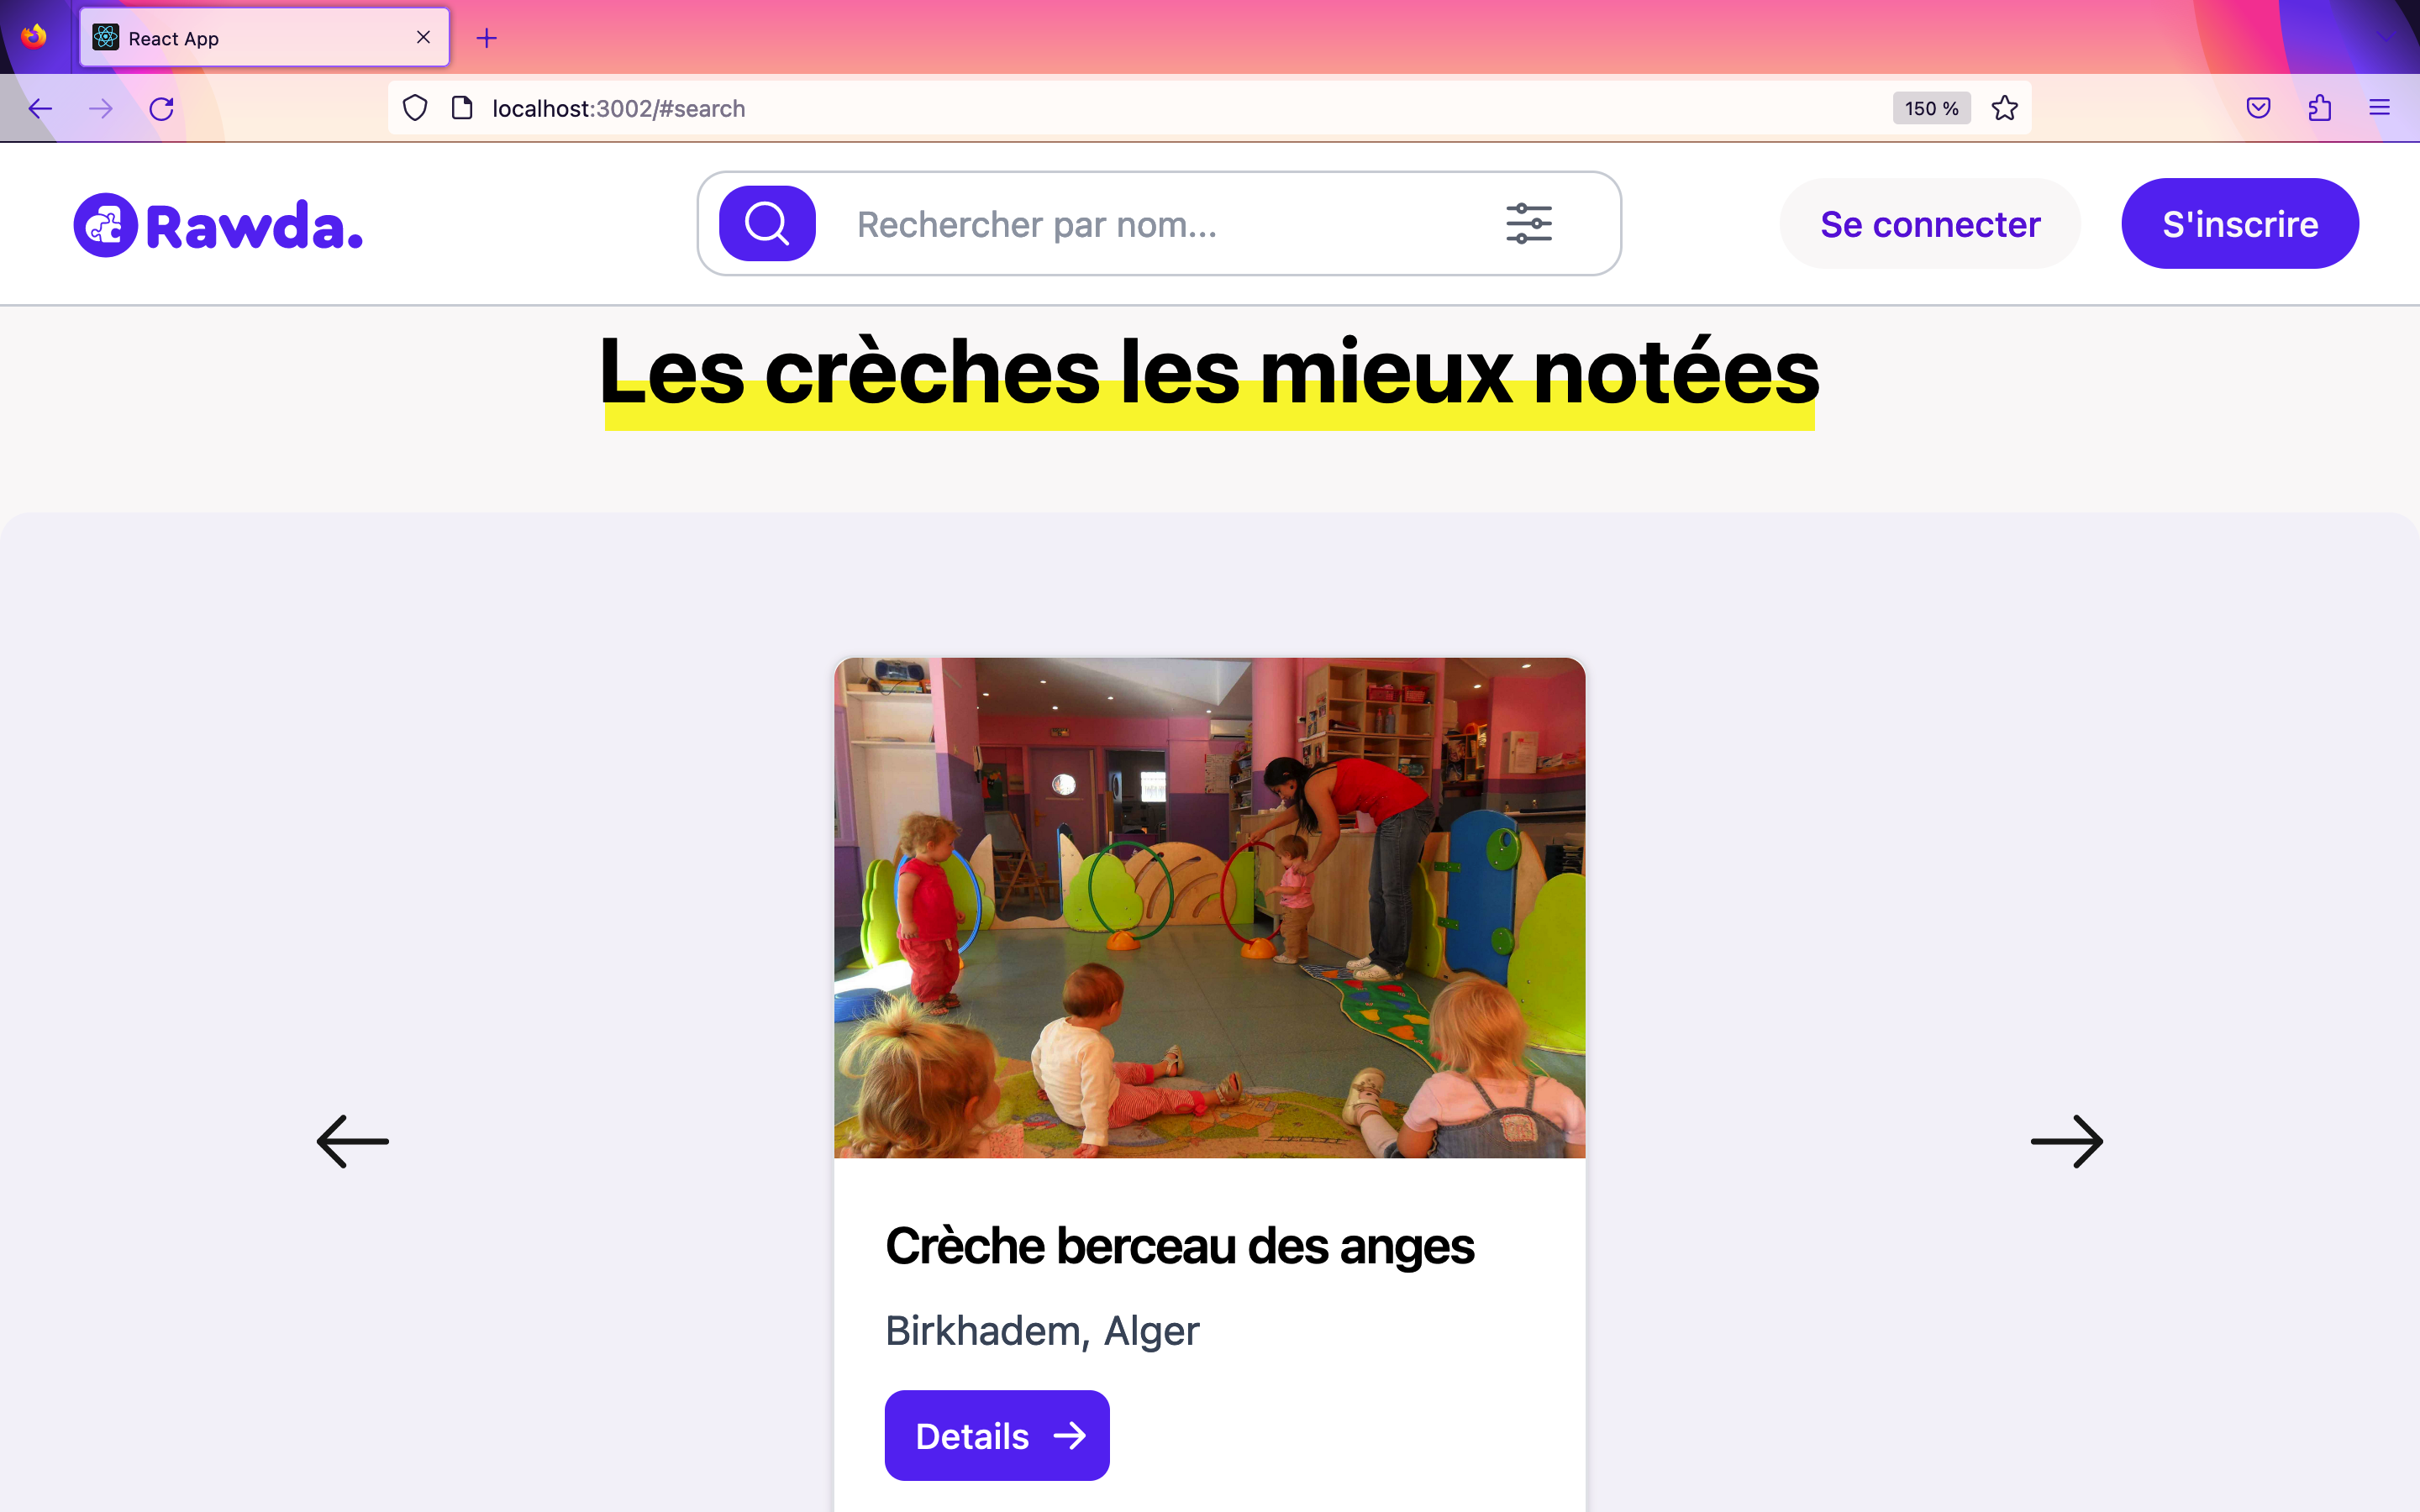 React App
localhost:3002/#search
150 %
Rawda.
Rechercher par nom...
Se connecter
S'inscrire
Les crèches les mieux notées
Crèche berceau des anges
Birkhadem, Alger
Details